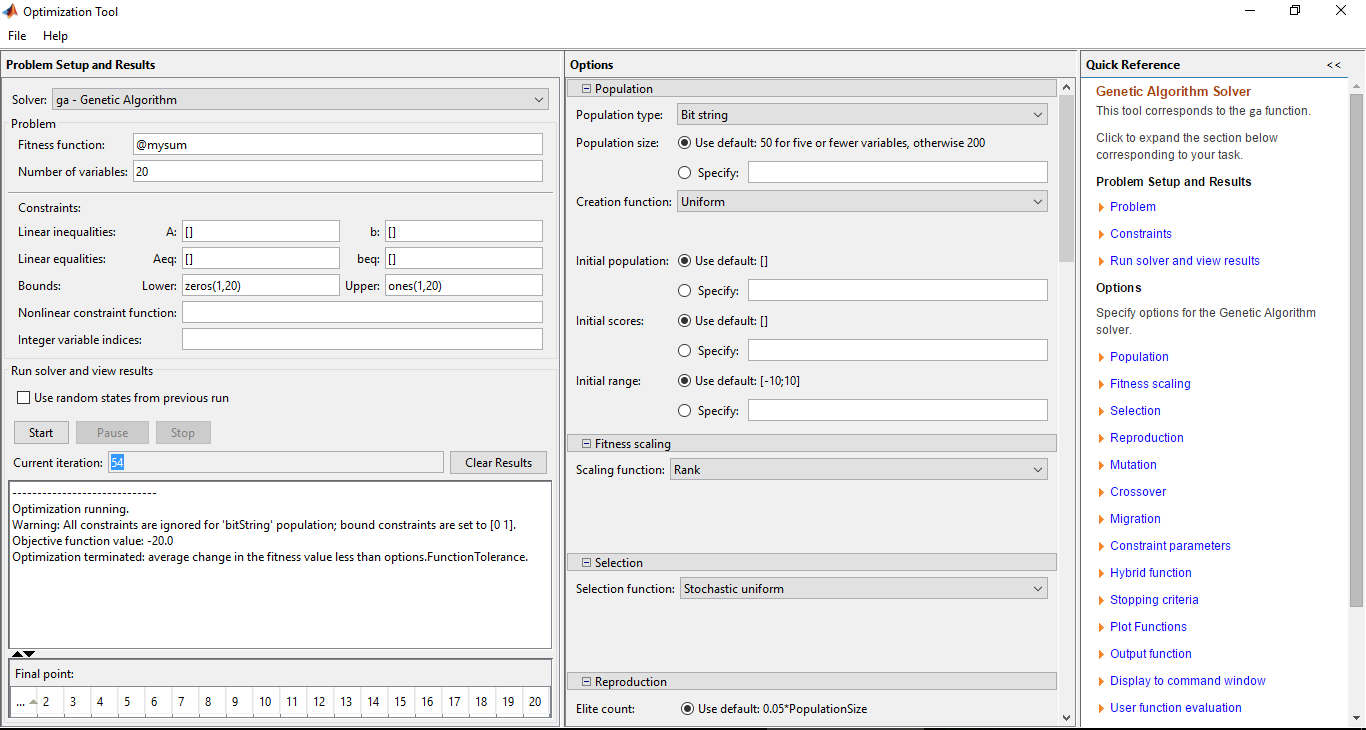 Optimization Tool
File Help
Problem Setup and Results
Solver: ga - Genetic Algorithm
Problem
Fitness function: @mysum
Number of variables: 20
Constraints:
Linear inequalities: A: [] b: []
Linear equalities: Aeq: [] beq: []
Bounds: Lower: zeros(1,20) Upper: ones(1,20)
Nonlinear constraint function:
Integer variable indices:
Run solver and view results
Use random states from previous run
Start Pause Stop
Current iteration: 54 Clear Results
-----------------------------
Optimization running.
Warning: All constraints are ignored for 'bitString' population; bound constraints are set to [0 1].
Objective function value: -20.0
Optimization terminated: average change in the fitness value less than options.FunctionTolerance.
Final point:
... 2 3 4 5 6 7 8 9 10 11 12 13 14 15 16 17 18 19 20
Options
Population
Population type: Bit string
Population size: Use default: 50 for five or fewer variables, otherwise 200
Specify:
Creation function: Uniform
Initial population: Use default: []
Specify:
Initial scores: Use default: []
Specify:
Initial range: Use default: [-10;10]
Specify:
Fitness scaling
Scaling function: Rank
Selection
Selection function: Stochastic uniform
Reproduction
Elite count: Use default: 0.05*PopulationSize
Quick Reference <<
Genetic Algorithm Solver
This tool corresponds to the ga function.
Click to expand the section below
corresponding to your task.
Problem Setup and Results
Problem
Constraints
Run solver and view results
Options
Specify options for the Genetic Algorithm
solver.
Population
Fitness scaling
Selection
Reproduction
Mutation
Crossover
Migration
Constraint parameters
Hybrid function
Stopping criteria
Plot Functions
Output function
Display to command window
User function evaluation